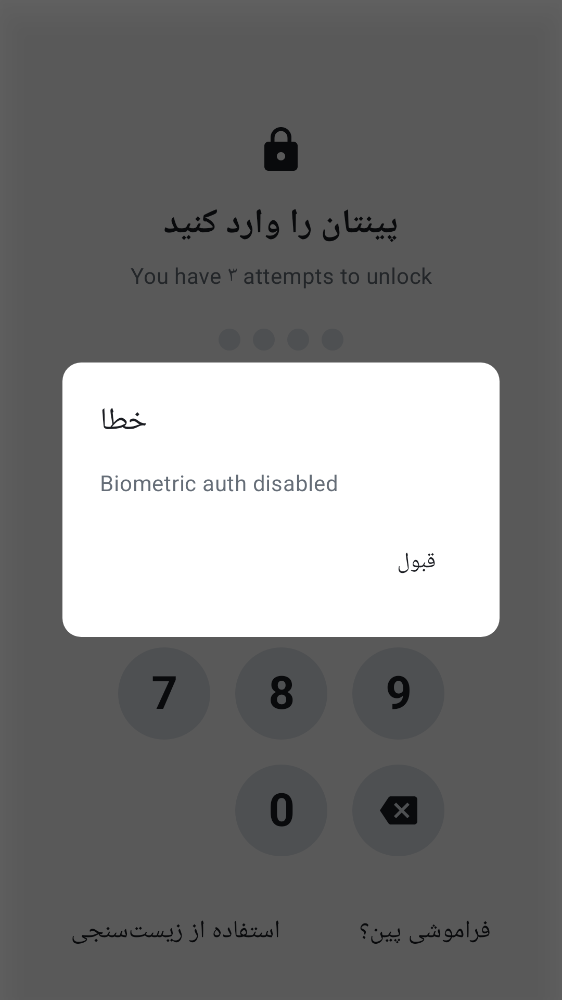 پینتان را وارد کنید
You have ۳ attempts to unlock
خطا
Biometric auth disabled
قبول
7 8 9
0
فراموشی پین؟ استفاده از زیست‌سنجی